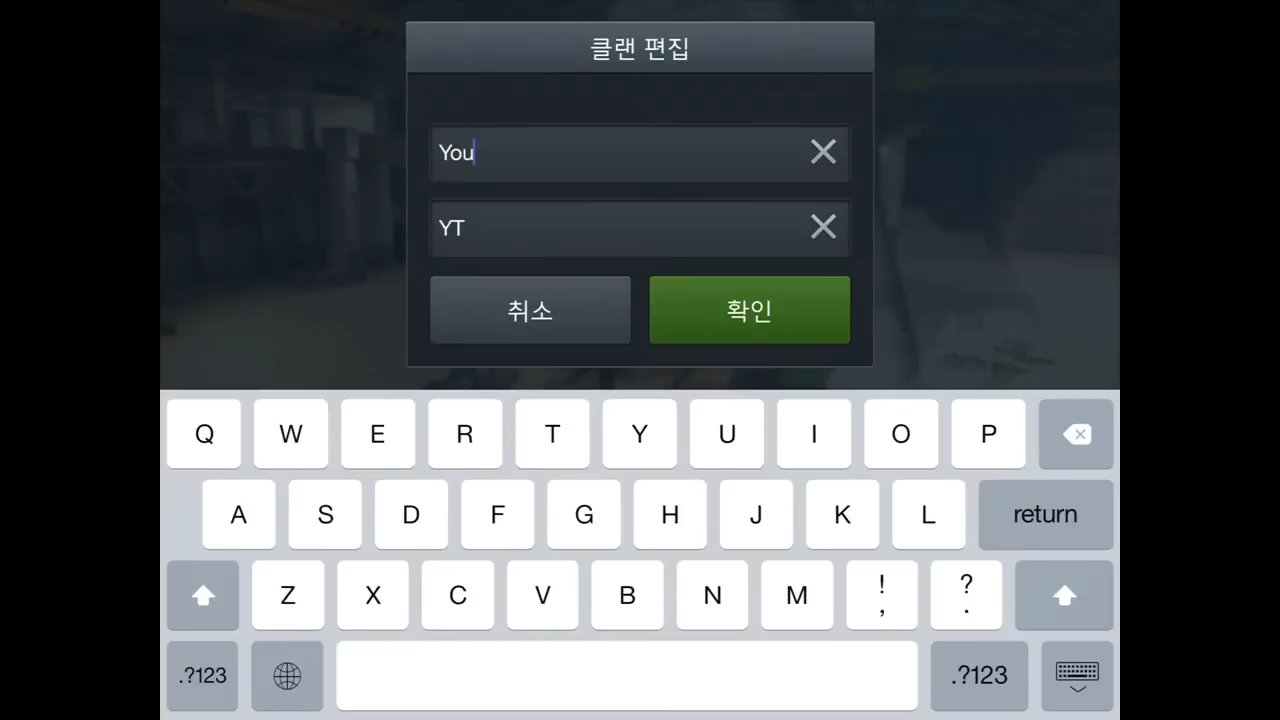 클랜 편집
You
YT
취소 확인
Q W E R T Y U I O P
A S D F G H J K L return
Z X C V B N M ! , ? .
.?123 .?123